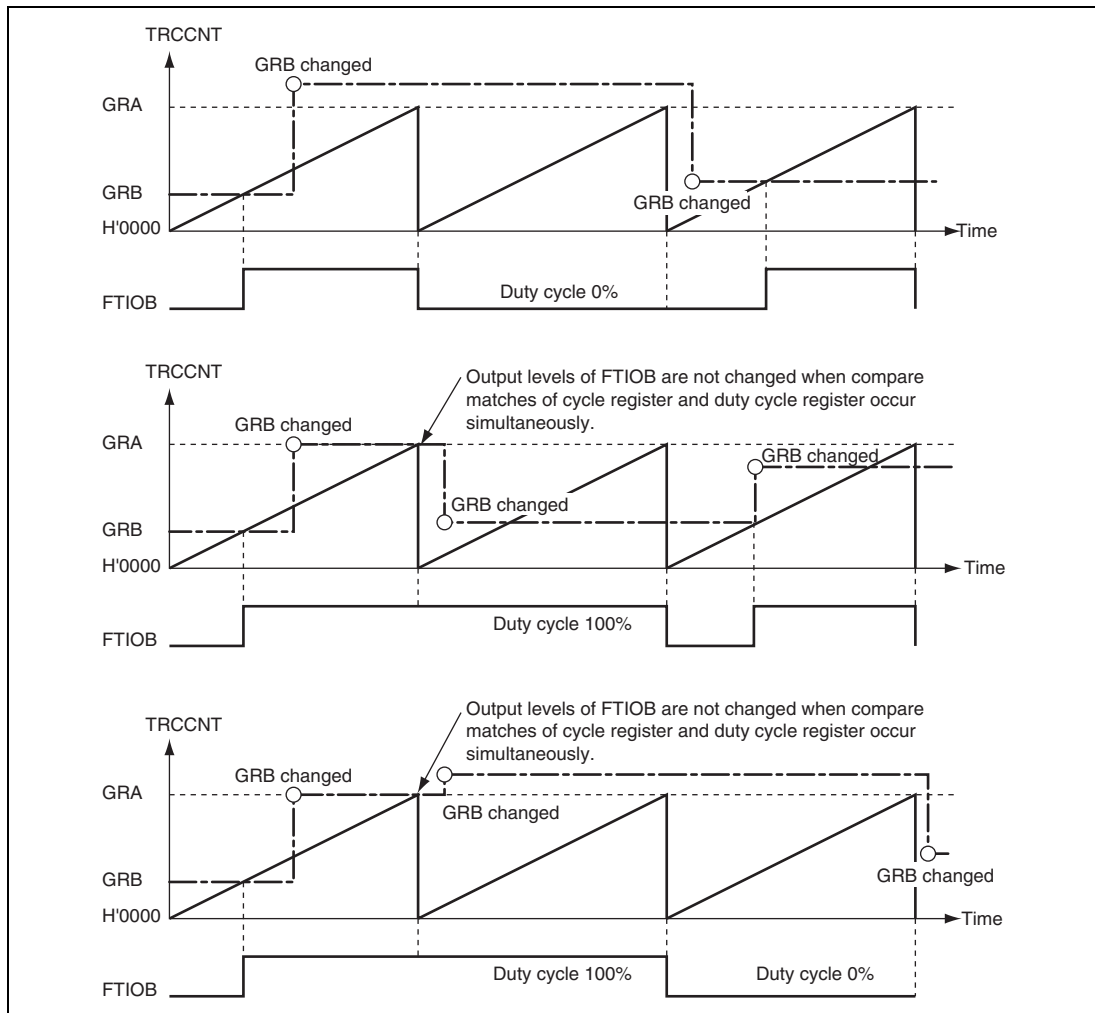 TRCCNT
GRB changed
GRA
GRB
GRB changed
H'0000
Time
Duty cycle 0%
FTIOB
TRCCNT
Output levels of FTIOB are not changed when compare
matches of cycle register and duty cycle register occur
simultaneously.
GRB changed
GRA
GRB changed
GRB changed
GRB
H'0000
Time
Duty cycle 100%
FTIOB
Output levels of FTIOB are not changed when compare
matches of cycle register and duty cycle register occur
simultaneously.
TRCCNT
GRB changed
GRA
GRB changed
GRB
GRB changed
H'0000
Time
Duty cycle 100%
Duty cycle 0%
FTIOB